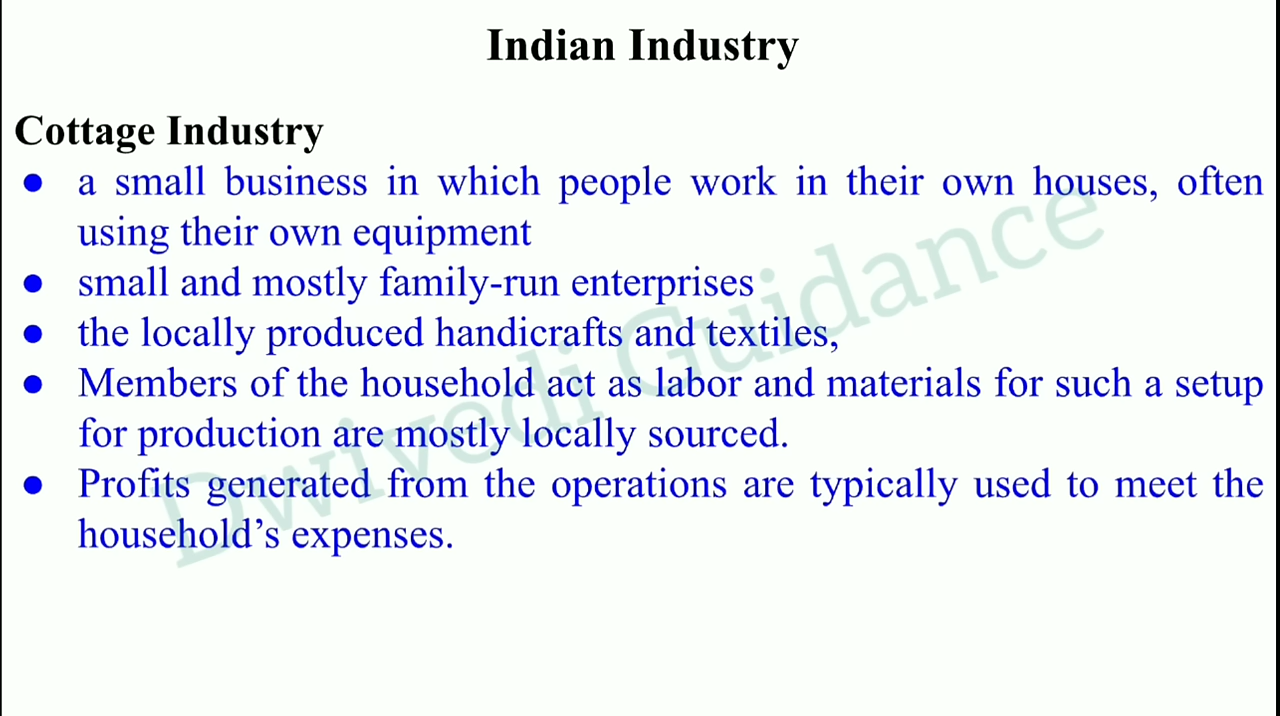 Indian Industry
Cottage Industry
● a small business in which people work in their own houses, often
using their own equipment
● small and mostly family-run enterprises
● the locally produced handicrafts and textiles,
● Members of the household act as labor and materials for such a setup
for production are mostly locally sourced.
● Profits generated from the operations are typically used to meet the
household’s expenses.
Dwivedi Guidance